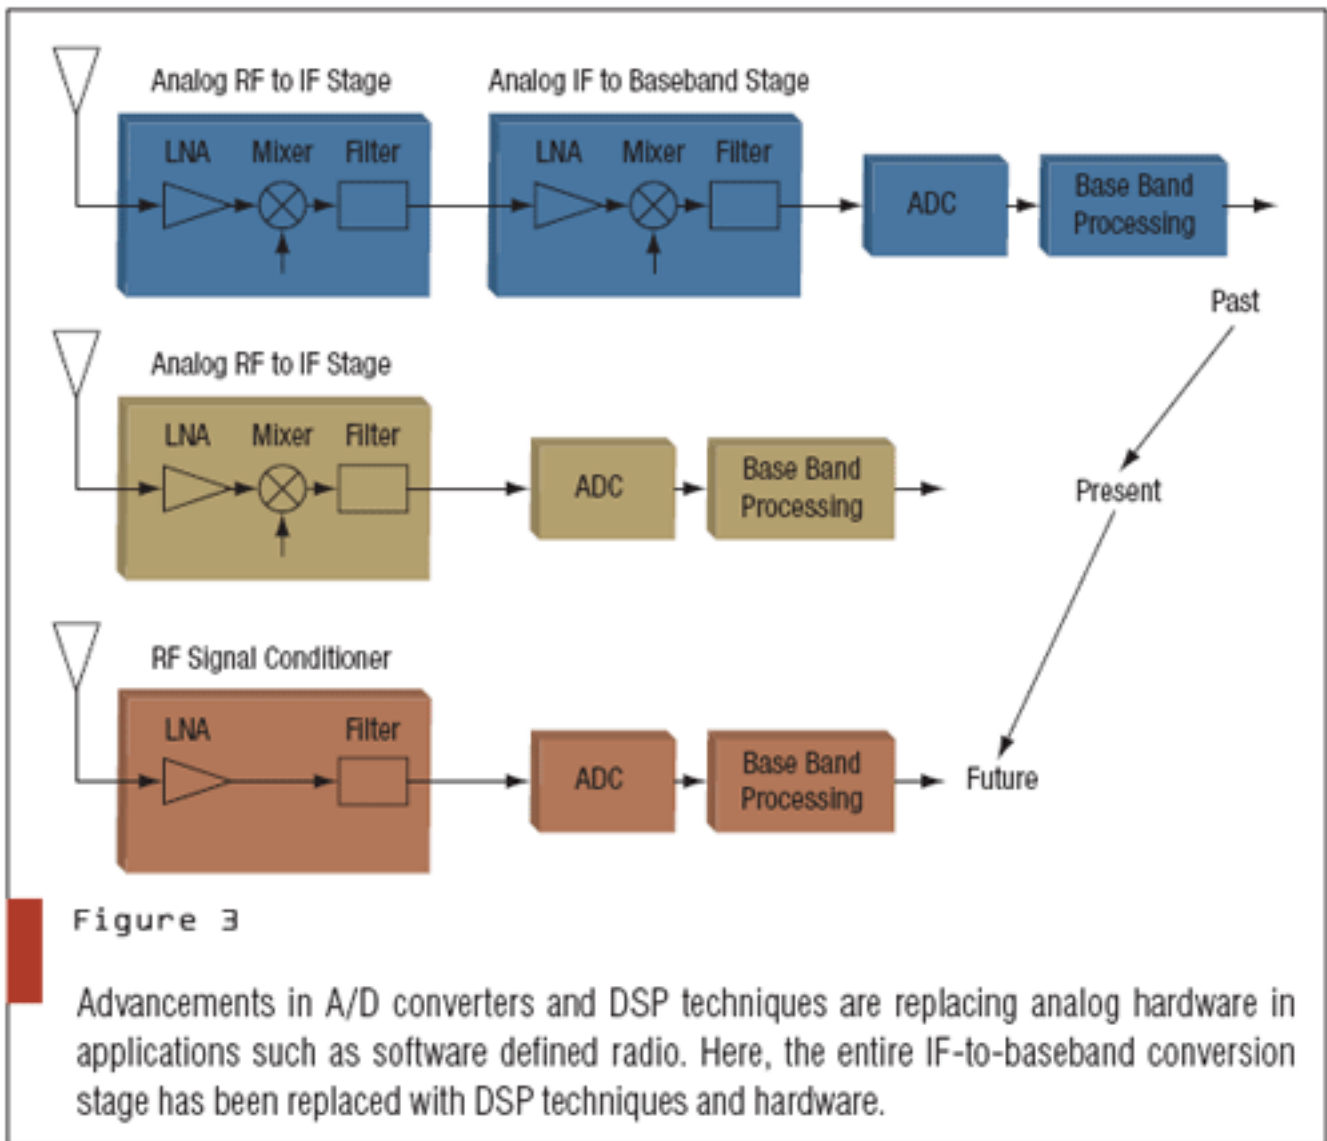 Analog RF to IF Stage
Analog IF to Baseband Stage
LNA Mixer Filter
LNA Mixer Filter
ADC
Base Band
Processing
Past
Analog RF to IF Stage
LNA Mixer Filter
ADC
Base Band
Processing
Present
RF Signal Conditioner
LNA Filter
ADC
Base Band
Processing
Future
Figure 3
Advancements in A/D converters and DSP techniques are replacing analog hardware in
applications such as software defined radio. Here, the entire IF-to-baseband conversion
stage has been replaced with DSP techniques and hardware.